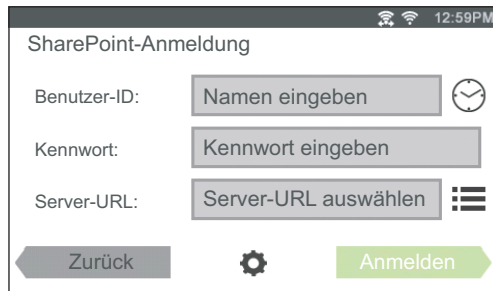 12:59PM
SharePoint-Anmeldung
Benutzer-ID: Namen eingeben
Kennwort: Kennwort eingeben
Server-URL: Server-URL auswählen
Zurück Anmelden